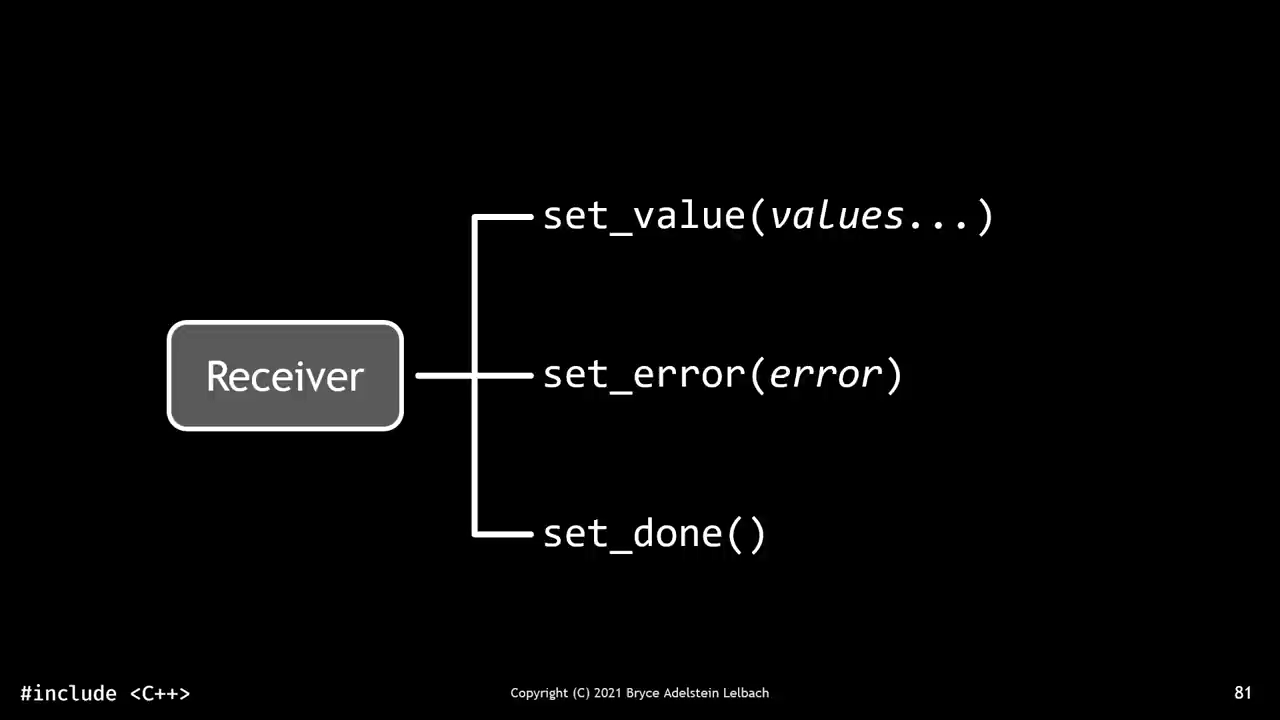 set_value(values...)
Receiver
set_error(error)
set_done()
#include <C++>
Copyright (C) 2021 Bryce Adelstein Lelbach
81